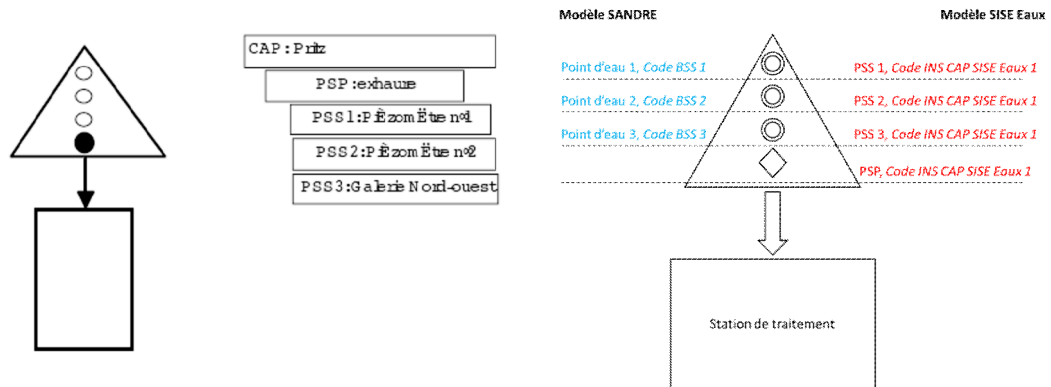 CAP : Pritz
PSP : exhaure
PSS1 : PÈzomËtre n∞1
PSS2 : PÈzomËtre n∞2
PSS3 : Galerie Nord-ouest
Modèle SANDRE
Modèle SISE Eaux
Point d'eau 1, Code BSS 1
PSS 1, Code INS CAP SISE Eaux 1
Point d'eau 2, Code BSS 2
PSS 2, Code INS CAP SISE Eaux 1
Point d'eau 3, Code BSS 3
PSS 3, Code INS CAP SISE Eaux 1
PSP, Code INS CAP SISE Eaux 1
Station de traitement